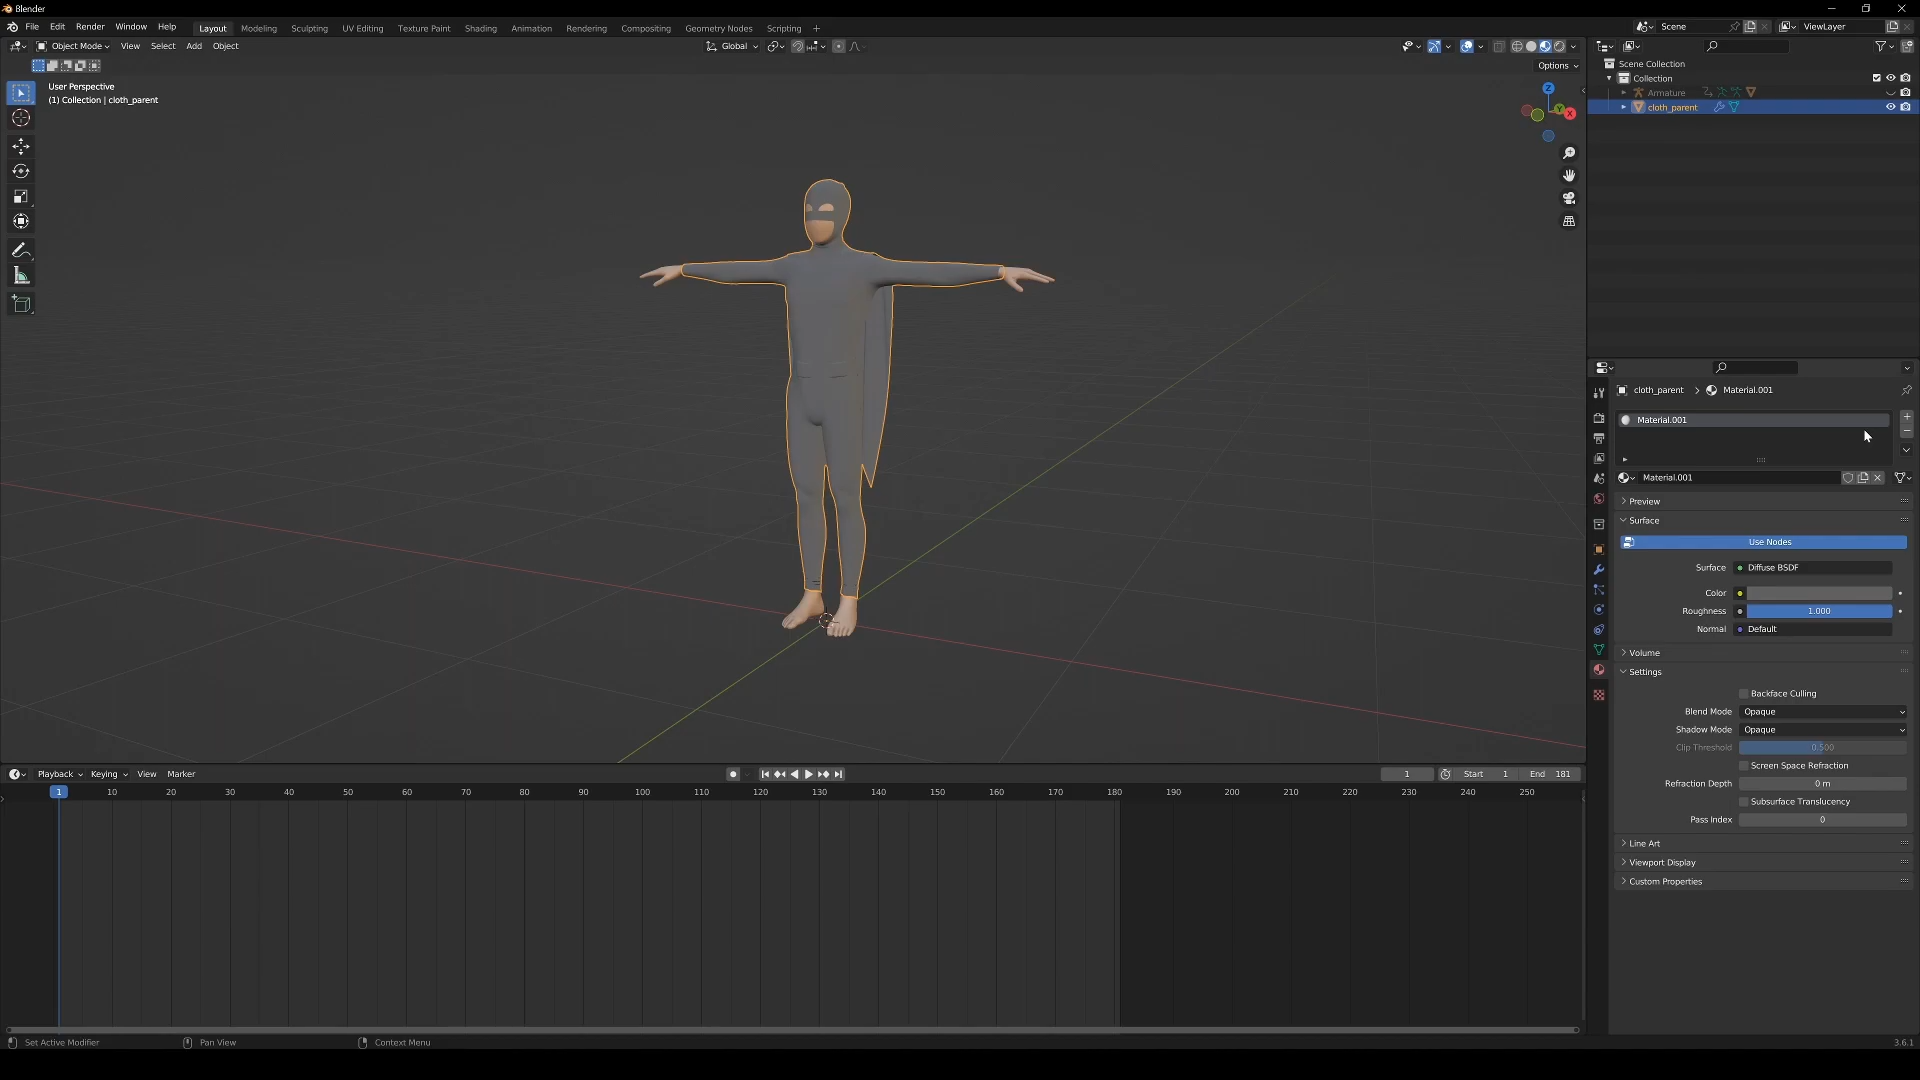 Blender
File Edit Render Window Help Layout Modeling Sculpting UV Editing Texture Paint Shading Animation Rendering Compositing Geometry Nodes Scripting + Scene ViewLayer
Object Mode View Select Add Object Global
Options
User Perspective
(1) Collection | cloth_parent
Z
Y
X
Scene Collection
Collection
Armature
cloth_parent
cloth_parent > Material.001
Material.001
Material.001
Preview
Surface
Use Nodes
Surface Diffuse BSDF
Color
Roughness 1.000
Normal Default
Volume
Settings
Backface Culling
Blend Mode Opaque
Shadow Mode Opaque
Clip Threshold 0.500
Screen Space Refraction
Refraction Depth 0 m
Subsurface Translucency
Pass Index 0
Line Art
Viewport Display
Custom Properties
Playback Keying View Marker 1 Start 1 End 181
1 10 20 30 40 50 60 70 80 90 100 110 120 130 140 150 160 170 180 190 200 210 220 230 240 250
Set Active Modifier Pan View Context Menu 3.6.1